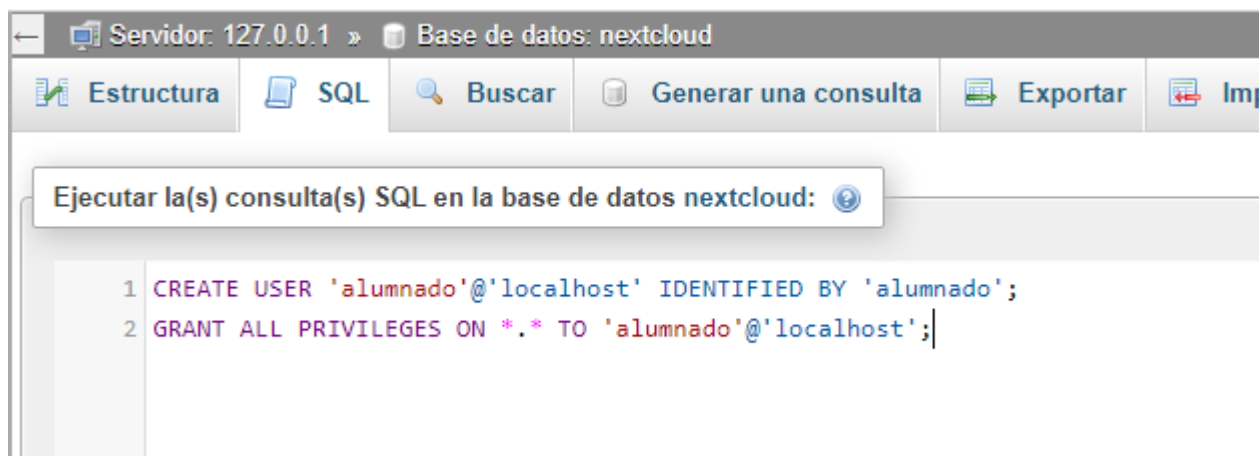 ← Servidor: 127.0.0.1 » Base de datos: nextcloud
Estructura SQL Buscar Generar una consulta Exportar Imp
Ejecutar la(s) consulta(s) SQL en la base de datos nextcloud:
1 CREATE USER 'alumnado'@'localhost' IDENTIFIED BY 'alumnado';
2 GRANT ALL PRIVILEGES ON *.* TO 'alumnado'@'localhost';